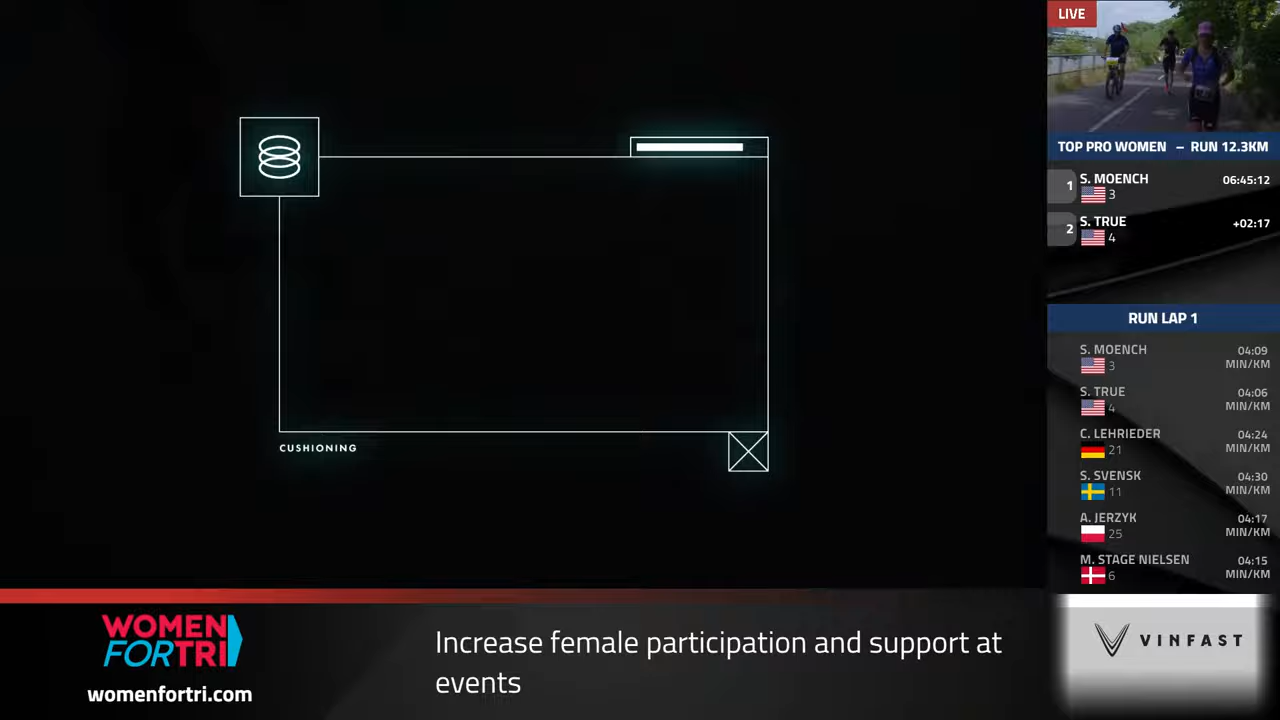 LIVE
TOP PRO WOMEN – RUN 12.3KM
1 S. MOENCH 06:45:12
3
2 S. TRUE +02:17
4
RUN LAP 1
S. MOENCH 04:09
3 MIN/KM
S. TRUE 04:06
4 MIN/KM
C. LEHRIEDER 04:24
21 MIN/KM
S. SVENSK 04:30
11 MIN/KM
A. JERZYK 04:17
25 MIN/KM
M. STAGE NIELSEN 04:15
6 MIN/KM
CUSHIONING
WOMEN
FORTRI
womenfortri.com
Increase female participation and support at
events
VINFAST